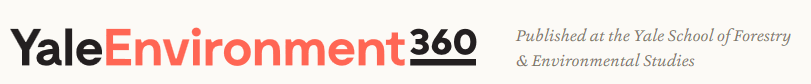 YaleEnvironment360
Published at the Yale School of Forestry
& Environmental Studies